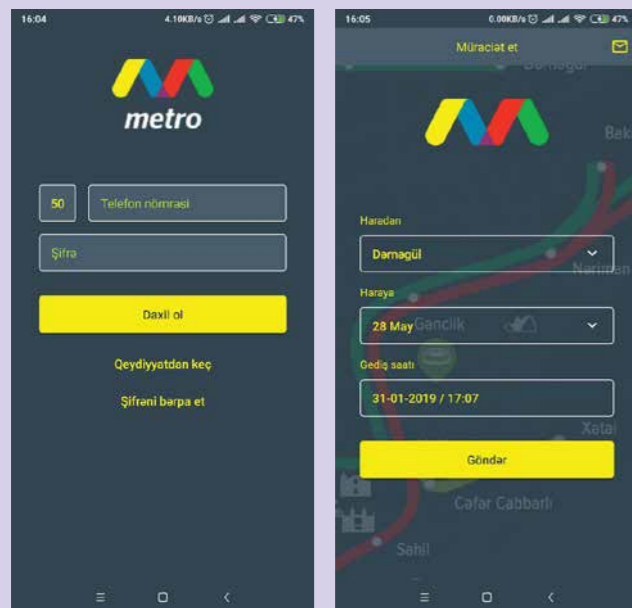 16:04 4.10KB/s 47%
metro
50 Telefon nömrəsi
Şifrə
Daxil ol
Qeydiyyatdan keç
Şifrəni bərpa et
16:05 0.00KB/s 47%
Müraciət et
Dərnəgül
Bakı
Haradan
Dərnəgül
Nəriman
Haraya
28 May
Gənclik
Gediş saatı
31-01-2019 / 17:07
Xətai
Göndər
Cəfər Cabbarlı
Sahil